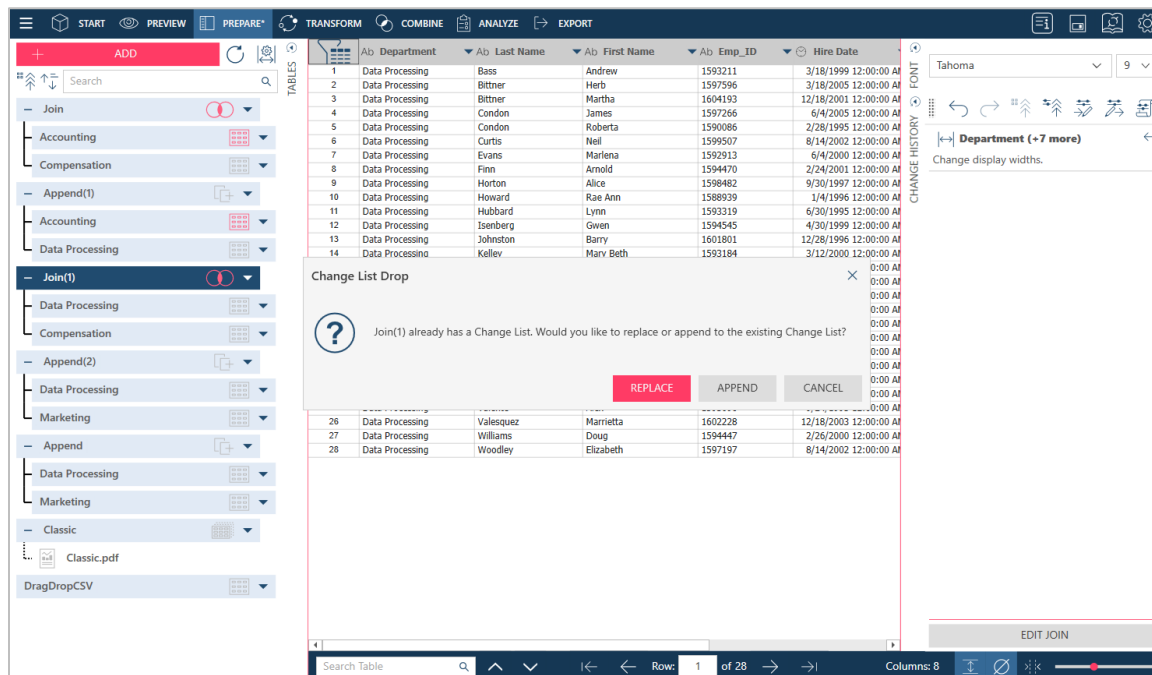 START PREVIEW PREPARE* TRANSFORM COMBINE ANALYZE EXPORT
+ ADD
Search
− Join
Accounting
Compensation
− Append(1)
Accounting
Data Processing
− Join(1)
Data Processing
Compensation
− Append(2)
Data Processing
Marketing
− Append
Data Processing
Marketing
− Classic
Classic.pdf
DragDropCSV
TABLES
Ab Department Ab Last Name Ab First Name Ab Emp_ID Hire Date
1 Data Processing Bass Andrew 1593211 3/18/1999 12:00:00 AM
2 Data Processing Bittner Herb 1597596 3/18/2005 12:00:00 AM
3 Data Processing Bittner Martha 1604193 12/18/2001 12:00:00 AM
4 Data Processing Condon James 1597266 6/4/2005 12:00:00 AM
5 Data Processing Condon Roberta 1590086 2/28/1995 12:00:00 AM
6 Data Processing Curtis Neil 1599507 8/14/2002 12:00:00 AM
7 Data Processing Evans Marlena 1592913 6/4/2000 12:00:00 AM
8 Data Processing Finn Arnold 1594470 2/24/2001 12:00:00 AM
9 Data Processing Horton Alice 1598482 9/30/1997 12:00:00 AM
10 Data Processing Howard Rae Ann 1588939 1/4/1996 12:00:00 AM
11 Data Processing Hubbard Lynn 1593319 6/30/1995 12:00:00 AM
12 Data Processing Isenberg Gwen 1594545 4/30/1999 12:00:00 AM
13 Data Processing Johnston Barry 1601801 12/28/1996 12:00:00 AM
14 Data Processing Kelley Mary Beth 1593184 3/12/2000 12:00:00 AM
Change List Drop
Join(1) already has a Change List. Would you like to replace or append to the existing Change List?
REPLACE APPEND CANCEL
26 Data Processing Valesquez Marrietta 1602228 12/18/2003 12:00:00 AM
27 Data Processing Williams Doug 1594447 2/26/2000 12:00:00 AM
28 Data Processing Woodley Elizabeth 1597197 8/14/2002 12:00:00 AM
Search Table Row: 1 of 28 Columns: 8
FONT
Tahoma 9
CHANGE HISTORY
Department (+7 more)
Change display widths.
EDIT JOIN